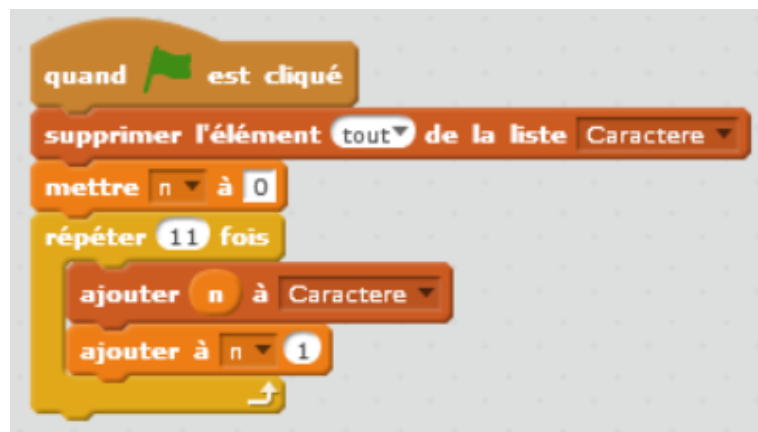 quand est cliqué
supprimer l'élément tout de la liste Caractere
mettre n à 0
répéter 11 fois
ajouter n à Caractere
ajouter à n 1